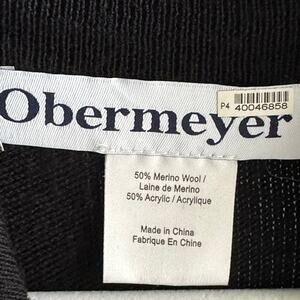 P4 40046858
Obermeyer
50% Merino Wool /
Laine de Merino
50% Acrylic / Acrylique
Made in China
Fabrique En Chine